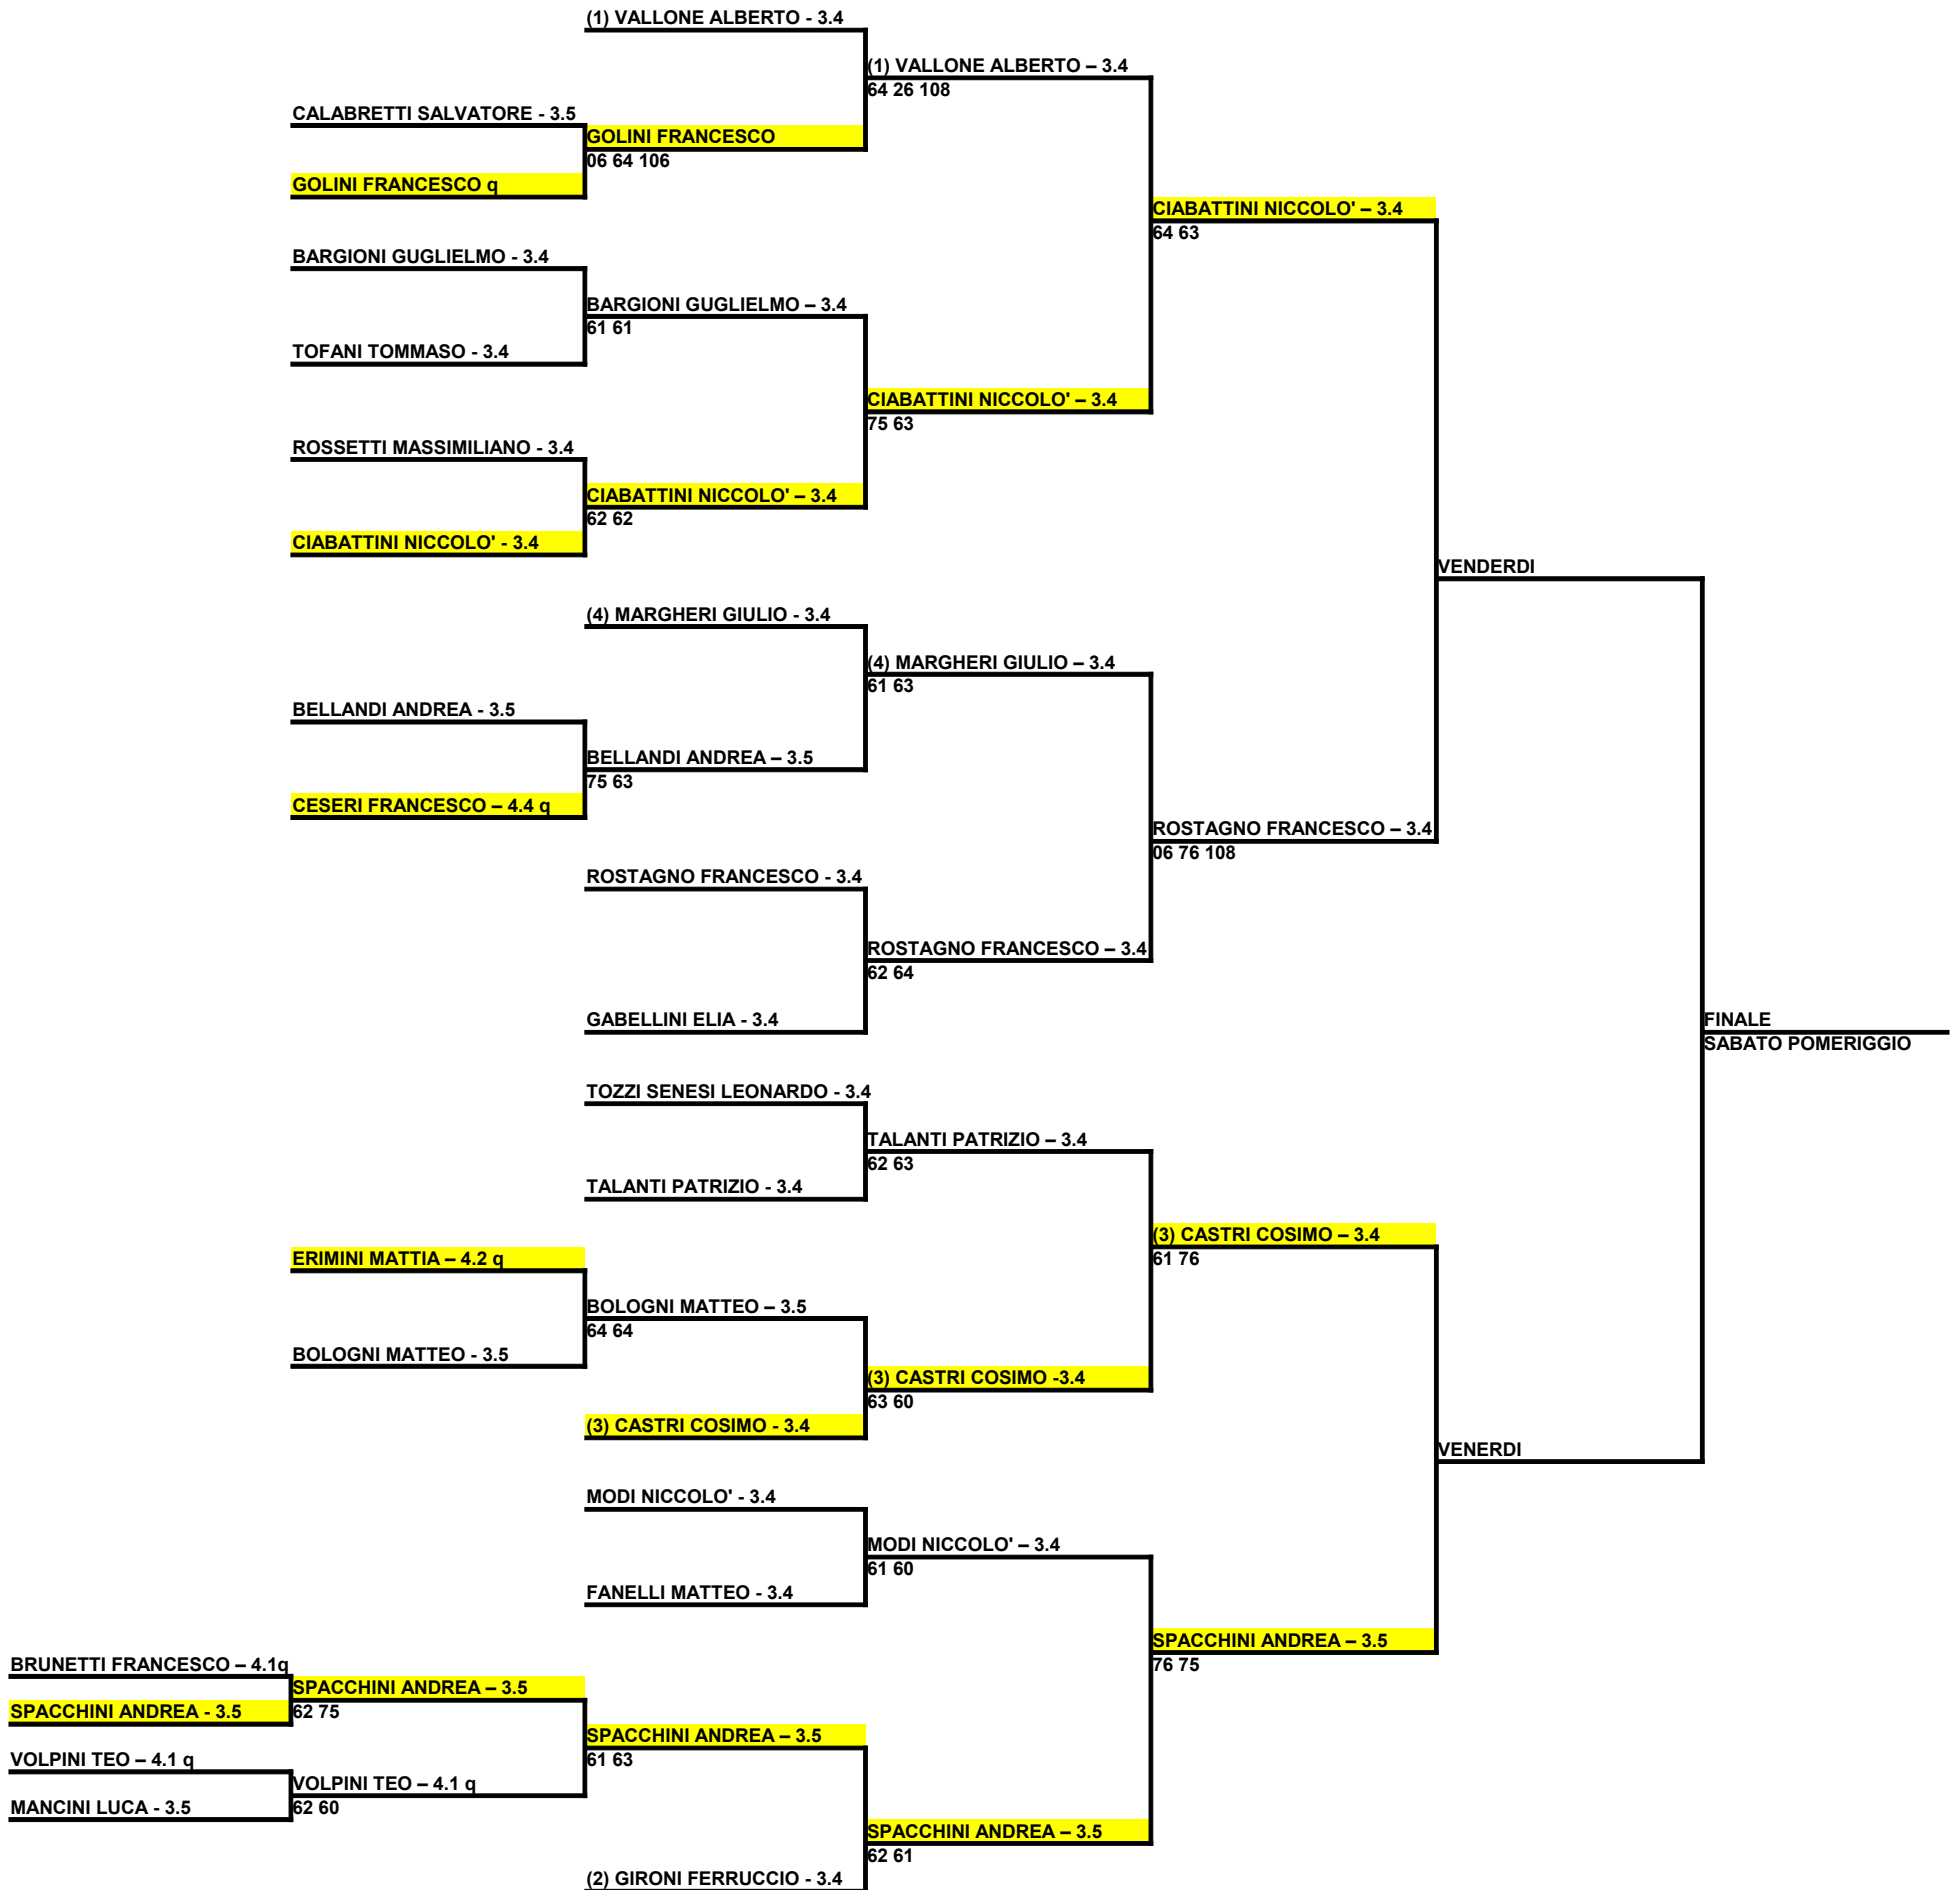 (1) VALLONE ALBERTO - 3.4
(1) VALLONE ALBERTO – 3.4
64 26 108
CALABRETTI SALVATORE - 3.5
GOLINI FRANCESCO
06 64 106
GOLINI FRANCESCO q
CIABATTINI NICCOLO' – 3.4
64 63
BARGIONI GUGLIELMO - 3.4
BARGIONI GUGLIELMO – 3.4
61 61
TOFANI TOMMASO - 3.4
CIABATTINI NICCOLO' – 3.4
75 63
ROSSETTI MASSIMILIANO - 3.4
CIABATTINI NICCOLO' – 3.4
62 62
CIABATTINI NICCOLO' - 3.4
VENDERDI
(4) MARGHERI GIULIO - 3.4
(4) MARGHERI GIULIO – 3.4
61 63
BELLANDI ANDREA - 3.5
BELLANDI ANDREA – 3.5
75 63
CESERI FRANCESCO – 4.4 q
ROSTAGNO FRANCESCO – 3.4
06 76 108
ROSTAGNO FRANCESCO - 3.4
ROSTAGNO FRANCESCO – 3.4
62 64
GABELLINI ELIA - 3.4
FINALE
SABATO POMERIGGIO
TOZZI SENESI LEONARDO - 3.4
TALANTI PATRIZIO – 3.4
62 63
TALANTI PATRIZIO - 3.4
(3) CASTRI COSIMO – 3.4
61 76
ERIMINI MATTIA – 4.2 q
BOLOGNI MATTEO – 3.5
64 64
BOLOGNI MATTEO - 3.5
(3) CASTRI COSIMO -3.4
63 60
(3) CASTRI COSIMO - 3.4
VENERDI
MODI NICCOLO' - 3.4
MODI NICCOLO' – 3.4
61 60
FANELLI MATTEO - 3.4
SPACCHINI ANDREA – 3.5
76 75
BRUNETTI FRANCESCO – 4.1q
SPACCHINI ANDREA – 3.5
62 75
SPACCHINI ANDREA - 3.5
SPACCHINI ANDREA – 3.5
61 63
VOLPINI TEO – 4.1 q
VOLPINI TEO – 4.1 q
62 60
MANCINI LUCA - 3.5
SPACCHINI ANDREA – 3.5
62 61
(2) GIRONI FERRUCCIO - 3.4